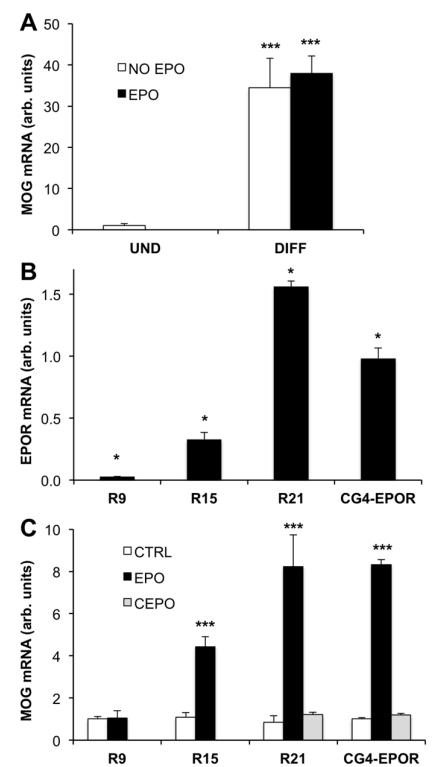 A
MOG mRNA (arb. units)
50
40
30
20
10
0
NO EPO
EPO
***
***
UND DIFF
B
EPOR mRNA (arb. units)
1.5
1.0
0.5
0.0
*
*
*
*
R9 R15 R21 CG4-EPOR
C
MOG mRNA (arb. units)
10
8
6
4
2
0
CTRL
EPO
CEPO
***
***
***
R9 R15 R21 CG4-EPOR